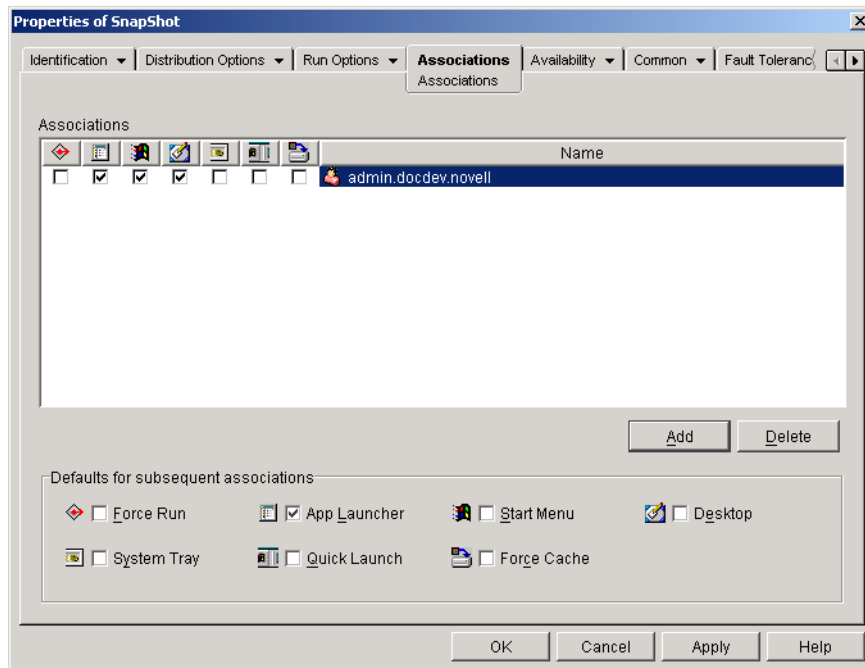 Properties of SnapShot
Identification Distribution Options Run Options Associations Availability Common Fault Toleranc
Associations
Associations
Name
admin.docdev.novell
Add Delete
Defaults for subsequent associations
Force Run App Launcher Start Menu Desktop
System Tray Quick Launch Force Cache
OK Cancel Apply Help